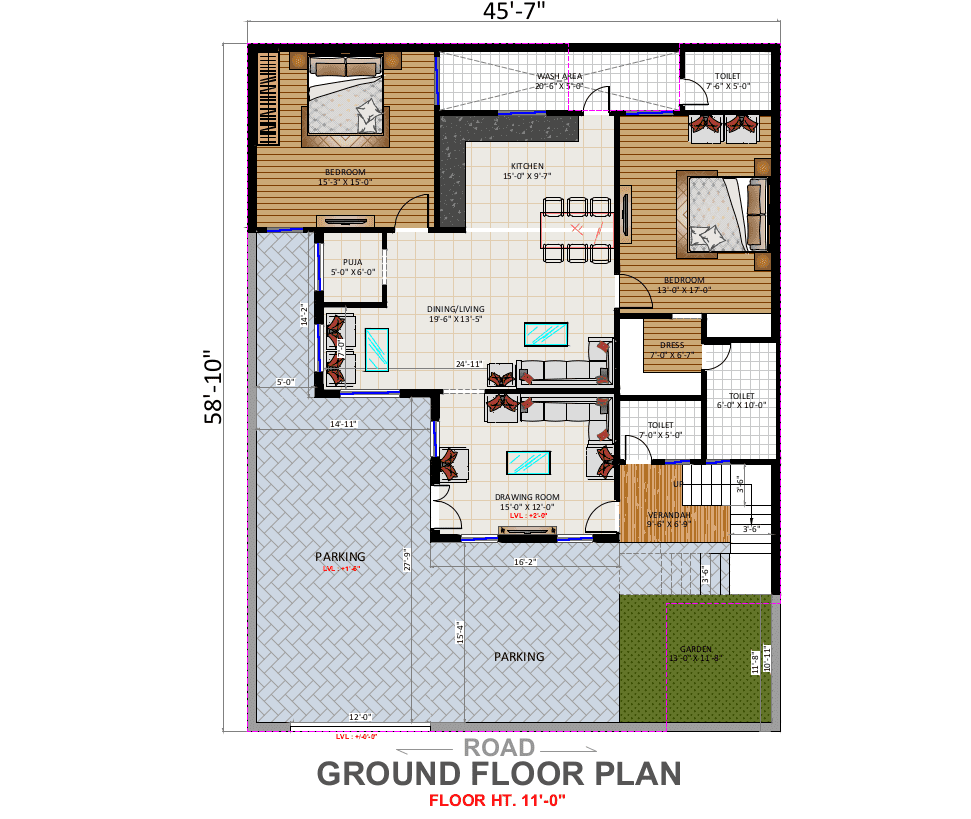 45'-7"
WASH AREA
20'-6"X 5'-0"
TOILET
7'-6"X 5'-0"
KITCHEN
15'-0" X 9'-7"
BEDROOM
15'-3" X 15'-0"
PUJA
5'-0" X 6'-0"
BEDROOM
13'-0" X 17'-0"
14'-2"
DINING/LIVING
19'-6" X 13'-5"
7'-0"
DRESS
7'-0" X 6'-7"
24'-11"
5'-0"
58'-10"
TOILET
6'-0" X 10'-0"
14'-11"
TOILET
7'-0" X 5'-0"
UP
3'-6"
DRAWING ROOM
15'-0" X 12'-0"
LVL : +2'-0"
VERANDAH
9'-6" X 6'-9"
3'-6"
PARKING
LVL : +1'-6"
27'-9"
16'-2"
3'-6"
15'-4"
PARKING
GARDEN
13'-0" X 11'-8"
11'-8"
10'-11"
12'-0"
LVL : +/-0'-0"
ROAD
GROUND FLOOR PLAN
FLOOR HT. 11'-0"